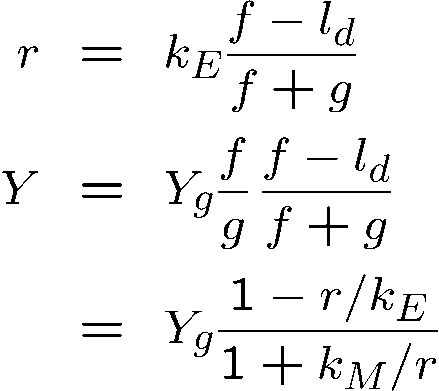 r = k_E \frac{f - l_d}{f + g}
Y = Y_g \frac{f}{g} \frac{f - l_d}{f + g}
= Y_g \frac{1 - r/k_E}{1 + k_M/r}